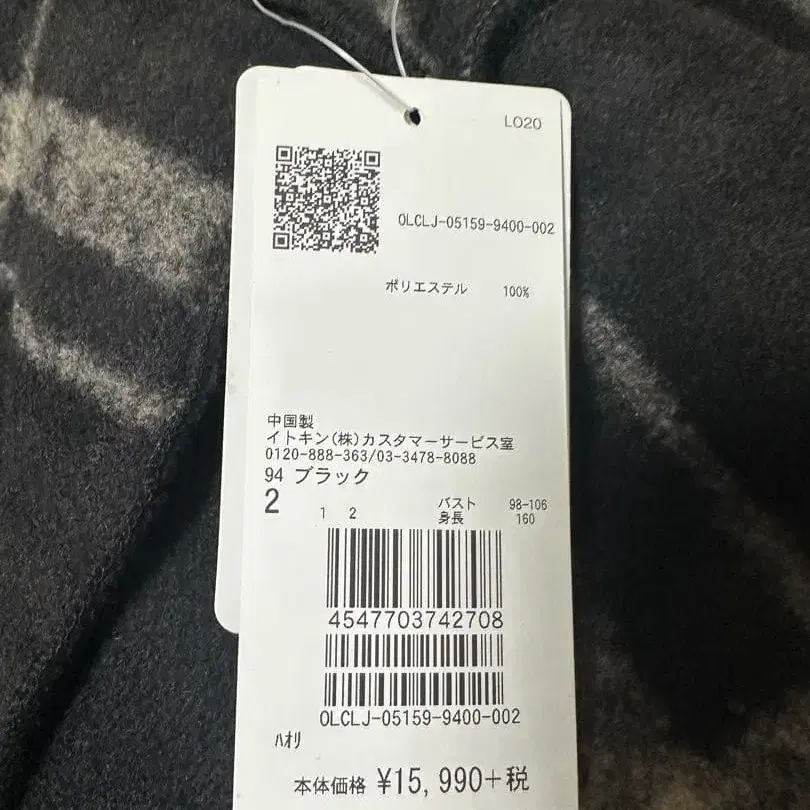 LO20
OLCLJ-05159-9400-002
ポリエステル 100%
中国製
イトキン(株)カスタマーサービス室
0120-888-363/03-3478-8088
94 ブラック
2
1 2
バスト 98-106
身長 160
4547703742708
OLCLJ-05159-9400-002
ﾊｵﾘ
本体価格 ¥15,990+税